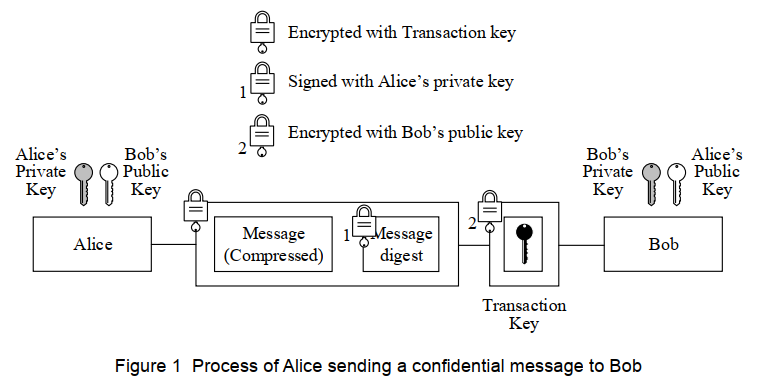 Encrypted with Transaction key
1
Signed with Alice's private key
2
Encrypted with Bob's public key
Alice's
Private
Key
Bob's
Public
Key
Bob's
Private
Key
Alice's
Public
Key
Alice
Message
(Compressed)
1
Message
digest
2
Bob
Transaction
Key
Figure 1 Process of Alice sending a confidential message to Bob